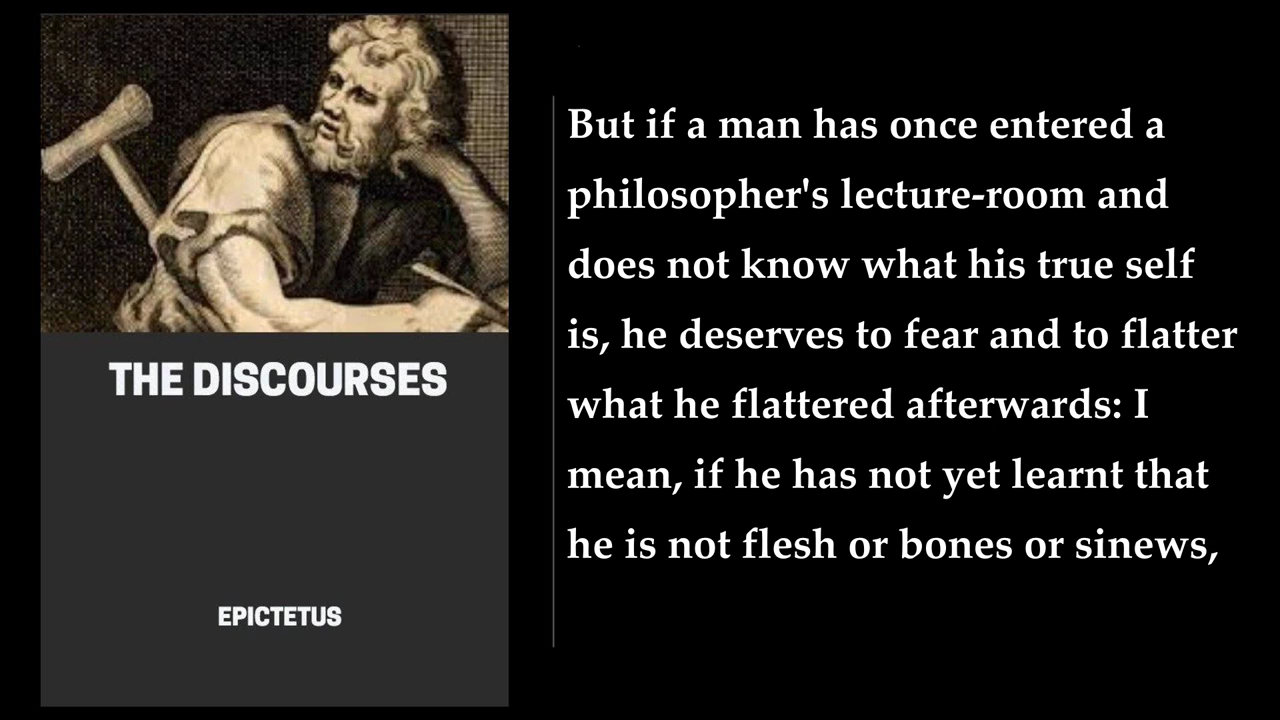 THE DISCOURSES
EPICTETUS
But if a man has once entered a
philosopher's lecture-room and
does not know what his true self
is, he deserves to fear and to flatter
what he flattered afterwards: I
mean, if he has not yet learnt that
he is not flesh or bones or sinews,